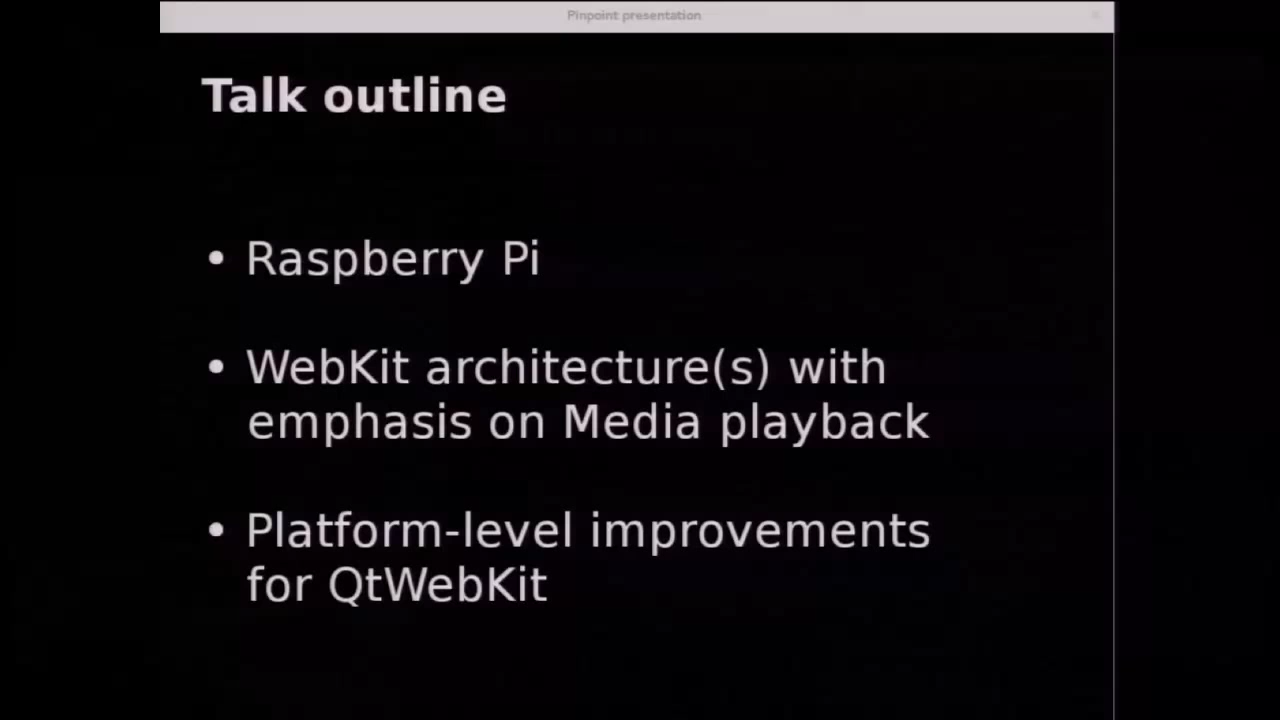 Pinpoint presentation
Talk outline
• Raspberry Pi
• WebKit architecture(s) with
emphasis on Media playback
• Platform-level improvements
for QtWebKit